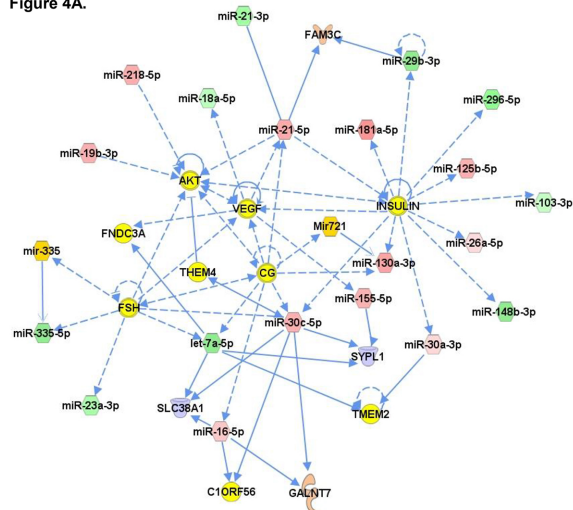 Figure 4A.
miR-21-3p
FAM3C
miR-29b-3p
miR-218-5p
miR-18a-5p
miR-296-5p
miR-21-5p
miR-181a-5p
miR-19b-3p
miR-125b-5p
AKT
miR-103-3p
VEGF
INSULIN
FNDC3A
Mir721
miR-26a-5p
mir-335
THEM4
CG
miR-130a-3p
miR-155-5p
FSH
miR-148b-3p
miR-30c-5p
miR-335-5p
let-7a-5p
miR-30a-3p
SYPL1
miR-23a-3p
SLC38A1
TMEM2
miR-16-5p
C1ORF56
GALNT7